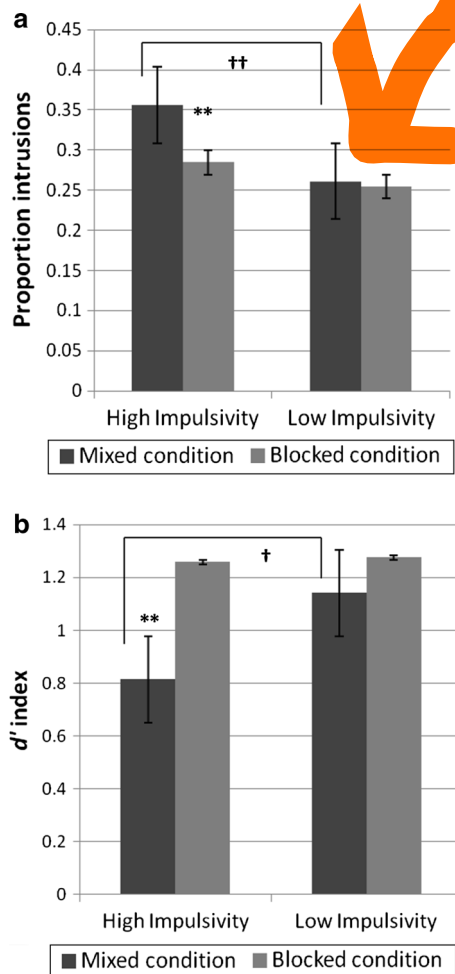 a
0.45
0.4
0.35
0.3
0.25
0.2
0.15
0.1
0.05
0
Proportion intrusions
††
**
High Impulsivity Low Impulsivity
Mixed condition Blocked condition
b
1.4
1.2
1
0.8
0.6
0.4
0.2
0
d' index
†
**
High Impulsivity Low Impulsivity
Mixed condition Blocked condition